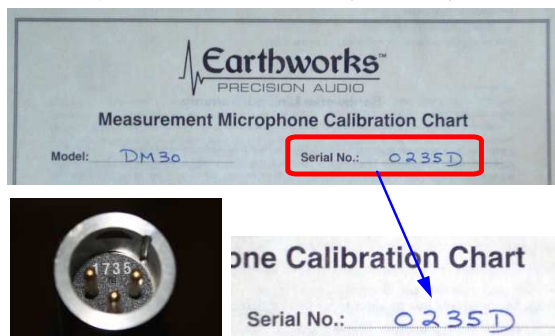 Earthworks™
PRECISION AUDIO
Measurement Microphone Calibration Chart
Model: DM30 Serial No.: 0235D
1735
one Calibration Chart
Serial No.: 0235D